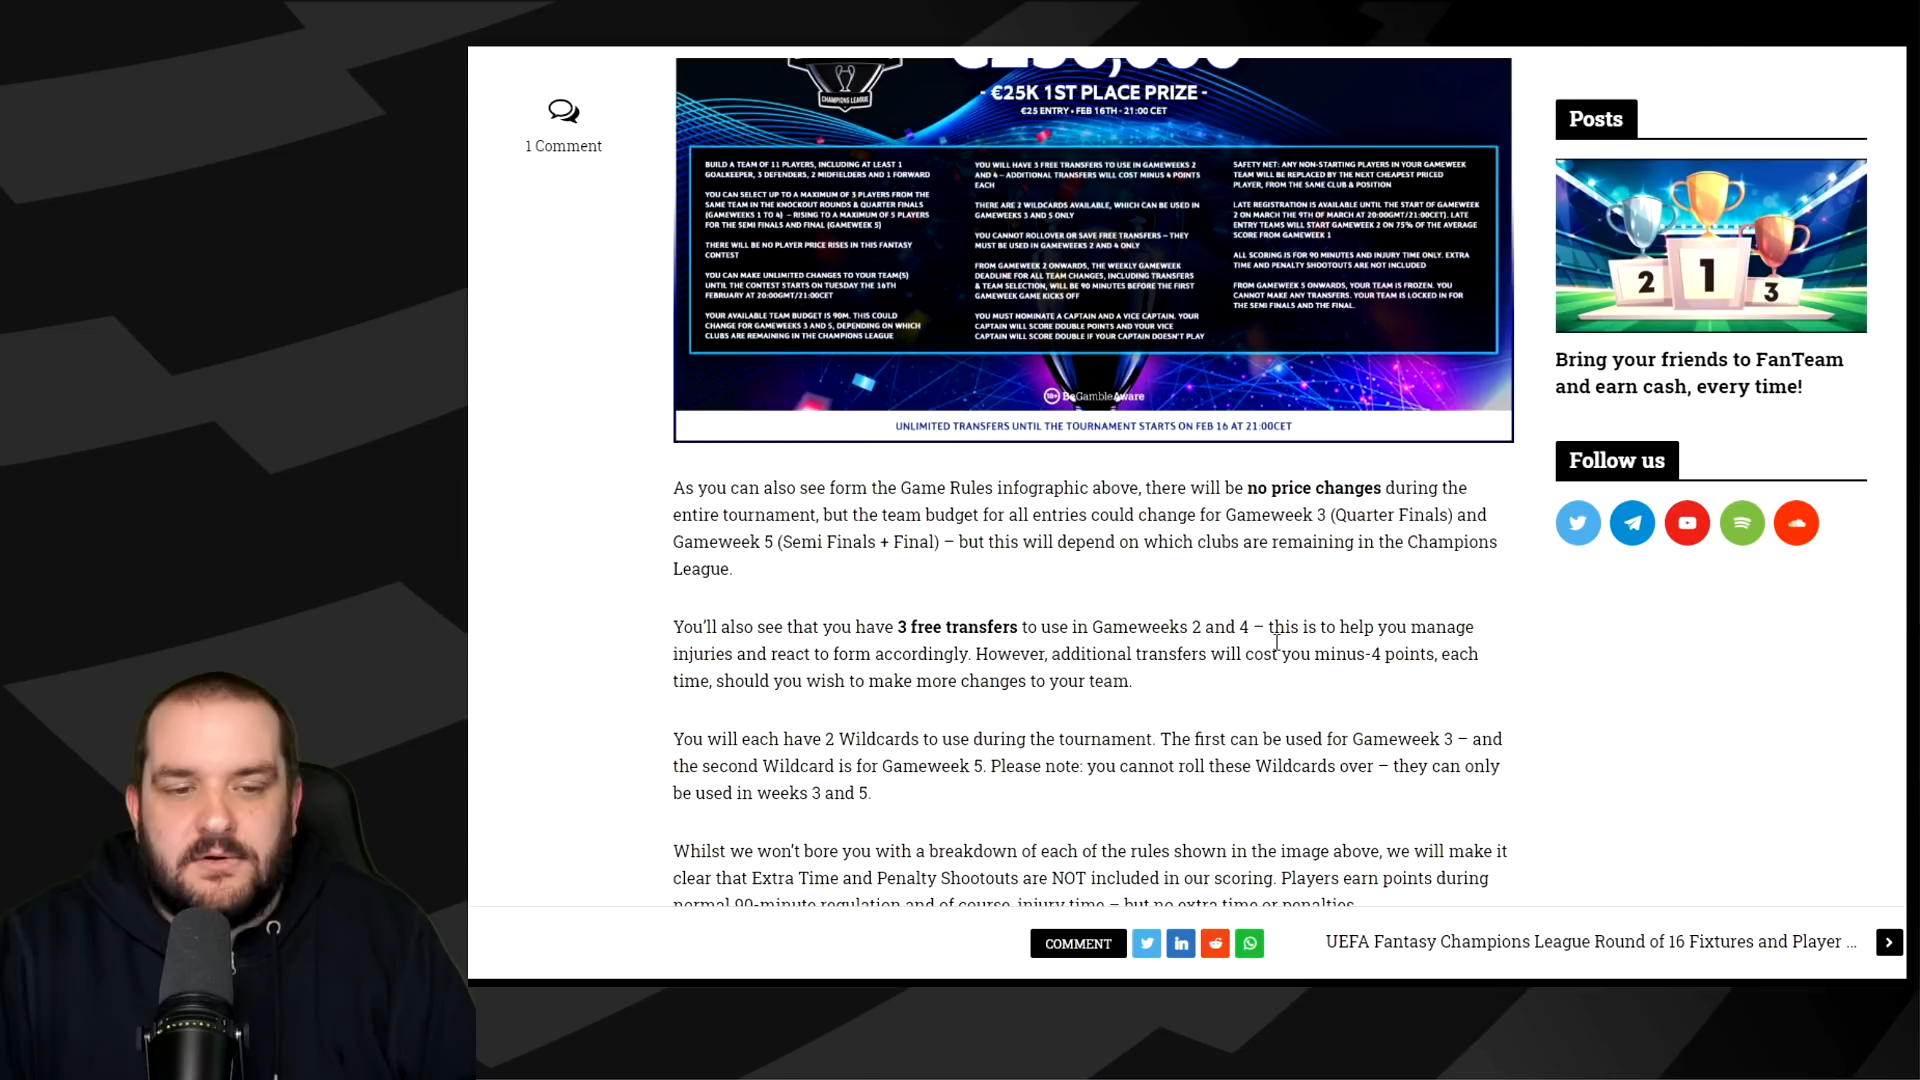 1 Comment
CHAMPIONS LEAGUE
- €25K 1ST PLACE PRIZE -
€25 ENTRY • FEB 16TH - 21:00 CET
BUILD A TEAM OF 11 PLAYERS, INCLUDING AT LEAST 1
GOALKEEPER, 3 DEFENDERS, 2 MIDFIELDERS AND 1 FORWARD
YOU CAN SELECT UP TO A MAXIMUM OF 3 PLAYERS FROM THE
SAME TEAM IN THE KNOCKOUT ROUNDS & QUARTER FINALS
(GAMEWEEKS 1 TO 4) – RISING TO A MAXIMUM OF 5 PLAYERS
FOR THE SEMI FINALS AND FINAL (GAMEWEEK 5)
THERE WILL BE NO PLAYER PRICE RISES IN THIS FANTASY
CONTEST
YOU CAN MAKE UNLIMITED CHANGES TO YOUR TEAM(S)
UNTIL THE CONTEST STARTS ON TUESDAY THE 16TH
FEBRUARY AT 20:00GMT/21:00CET
YOUR AVAILABLE TEAM BUDGET IS 90M. THIS COULD
CHANGE FOR GAMEWEEKS 3 AND 5, DEPENDING ON WHICH
CLUBS ARE REMAINING IN THE CHAMPIONS LEAGUE
YOU WILL HAVE 3 FREE TRANSFERS TO USE IN GAMEWEEKS 2
AND 4 – ADDITIONAL TRANSFERS WILL COST MINUS 4 POINTS
EACH
THERE ARE 2 WILDCARDS AVAILABLE, WHICH CAN BE USED IN
GAMEWEEKS 3 AND 5 ONLY
YOU CANNOT ROLLOVER OR SAVE FREE TRANSFERS – THEY
MUST BE USED IN GAMEWEEKS 2 AND 4 ONLY
FROM GAMEWEEK 2 ONWARDS, THE WEEKLY GAMEWEEK
DEADLINE FOR ALL TEAM CHANGES, INCLUDING TRANSFERS
& TEAM SELECTION, WILL BE 90 MINUTES BEFORE THE FIRST
GAMEWEEK GAME KICKS OFF
YOU MUST NOMINATE A CAPTAIN AND A VICE CAPTAIN. YOUR
CAPTAIN WILL SCORE DOUBLE POINTS AND YOUR VICE
CAPTAIN WILL SCORE DOUBLE IF YOUR CAPTAIN DOESN'T PLAY
SAFETY NET: ANY NON-STARTING PLAYERS IN YOUR GAMEWEEK
TEAM WILL BE REPLACED BY THE NEXT CHEAPEST PRICED
PLAYER, FROM THE SAME CLUB & POSITION
LATE REGISTRATION IS AVAILABLE UNTIL THE START OF GAMEWEEK
2 ON MARCH THE 9TH OF MARCH AT 20:00GMT/21:00CET). LATE
ENTRY TEAMS WILL START GAMEWEEK 2 ON 75% OF THE AVERAGE
SCORE FROM GAMEWEEK 1
ALL SCORING IS FOR 90 MINUTES AND INJURY TIME ONLY. EXTRA
TIME AND PENALTY SHOOTOUTS ARE NOT INCLUDED
FROM GAMEWEEK 5 ONWARDS, YOUR TEAM IS FROZEN. YOU
CANNOT MAKE ANY TRANSFERS. YOUR TEAM IS LOCKED IN FOR
THE SEMI FINALS AND THE FINAL.
18+ BeGambleAware
UNLIMITED TRANSFERS UNTIL THE TOURNAMENT STARTS ON FEB 16 AT 21:00CET
As you can also see form the Game Rules infographic above, there will be no price changes during the
entire tournament, but the team budget for all entries could change for Gameweek 3 (Quarter Finals) and
Gameweek 5 (Semi Finals + Final) – but this will depend on which clubs are remaining in the Champions
League.
You'll also see that you have 3 free transfers to use in Gameweeks 2 and 4 – this is to help you manage
injuries and react to form accordingly. However, additional transfers will cost you minus-4 points, each
time, should you wish to make more changes to your team.
You will each have 2 Wildcards to use during the tournament. The first can be used for Gameweek 3 – and
the second Wildcard is for Gameweek 5. Please note: you cannot roll these Wildcards over – they can only
be used in weeks 3 and 5.
Whilst we won't bore you with a breakdown of each of the rules shown in the image above, we will make it
clear that Extra Time and Penalty Shootouts are NOT included in our scoring. Players earn points during
normal 90-minute regulation and of course, injury time – but no extra time or penalties.
Posts
2 1 3
Bring your friends to FanTeam
and earn cash, every time!
Follow us
COMMENT
UEFA Fantasy Champions League Round of 16 Fixtures and Player ...